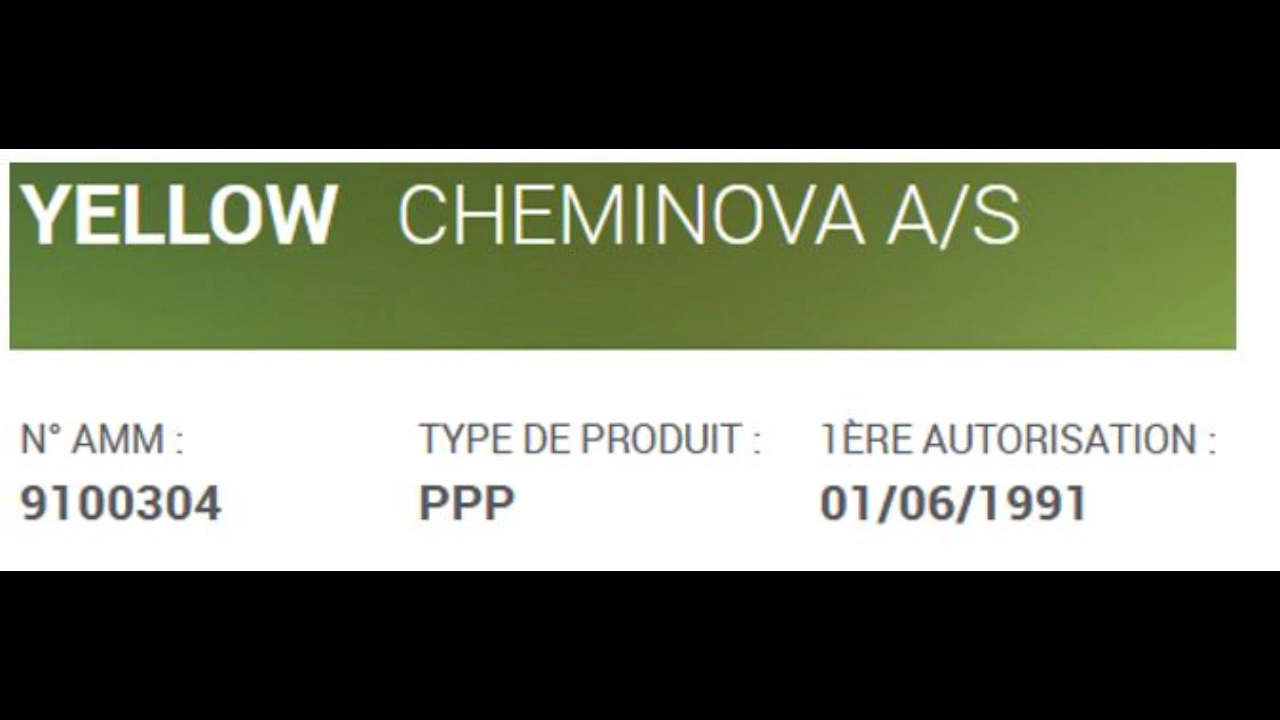 YELLOW CHEMINOVA A/S
N° AMM : TYPE DE PRODUIT : 1ÈRE AUTORISATION :
9100304 PPP 01/06/1991